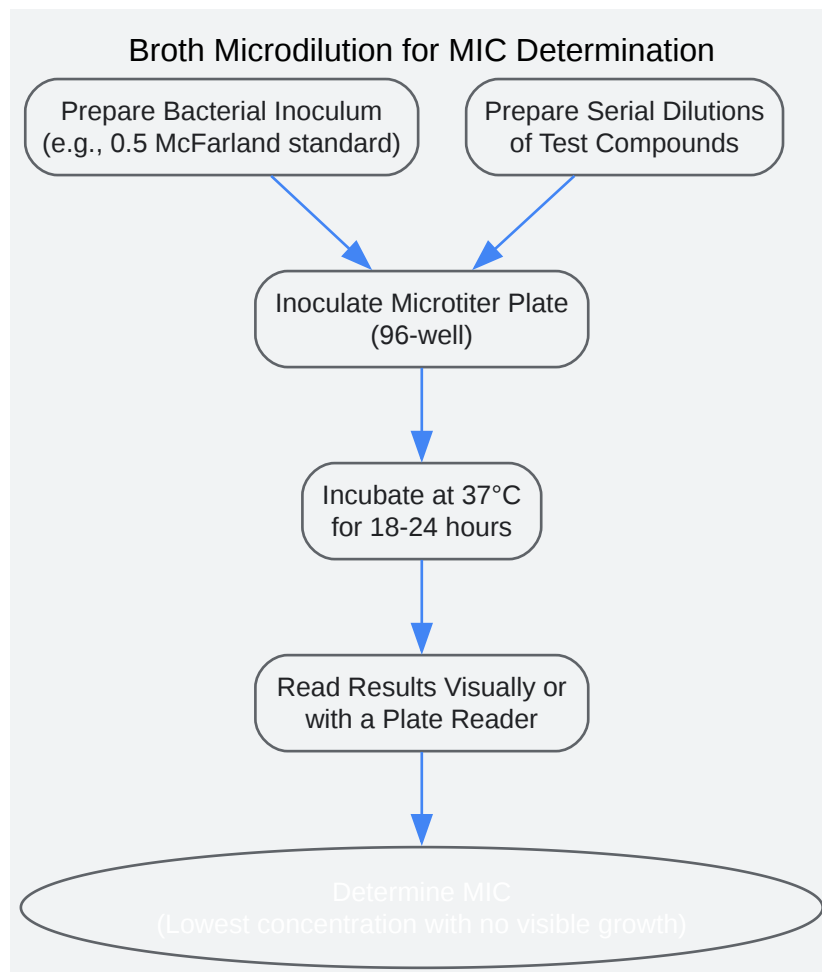 Broth Microdilution for MIC Determination
Prepare Bacterial Inoculum
(e.g., 0.5 McFarland standard)
Prepare Serial Dilutions
of Test Compounds
Inoculate Microtiter Plate
(96-well)
Incubate at 37°C
for 18-24 hours
Read Results Visually or
with a Plate Reader
Determine MIC
(Lowest concentration with no visible growth)